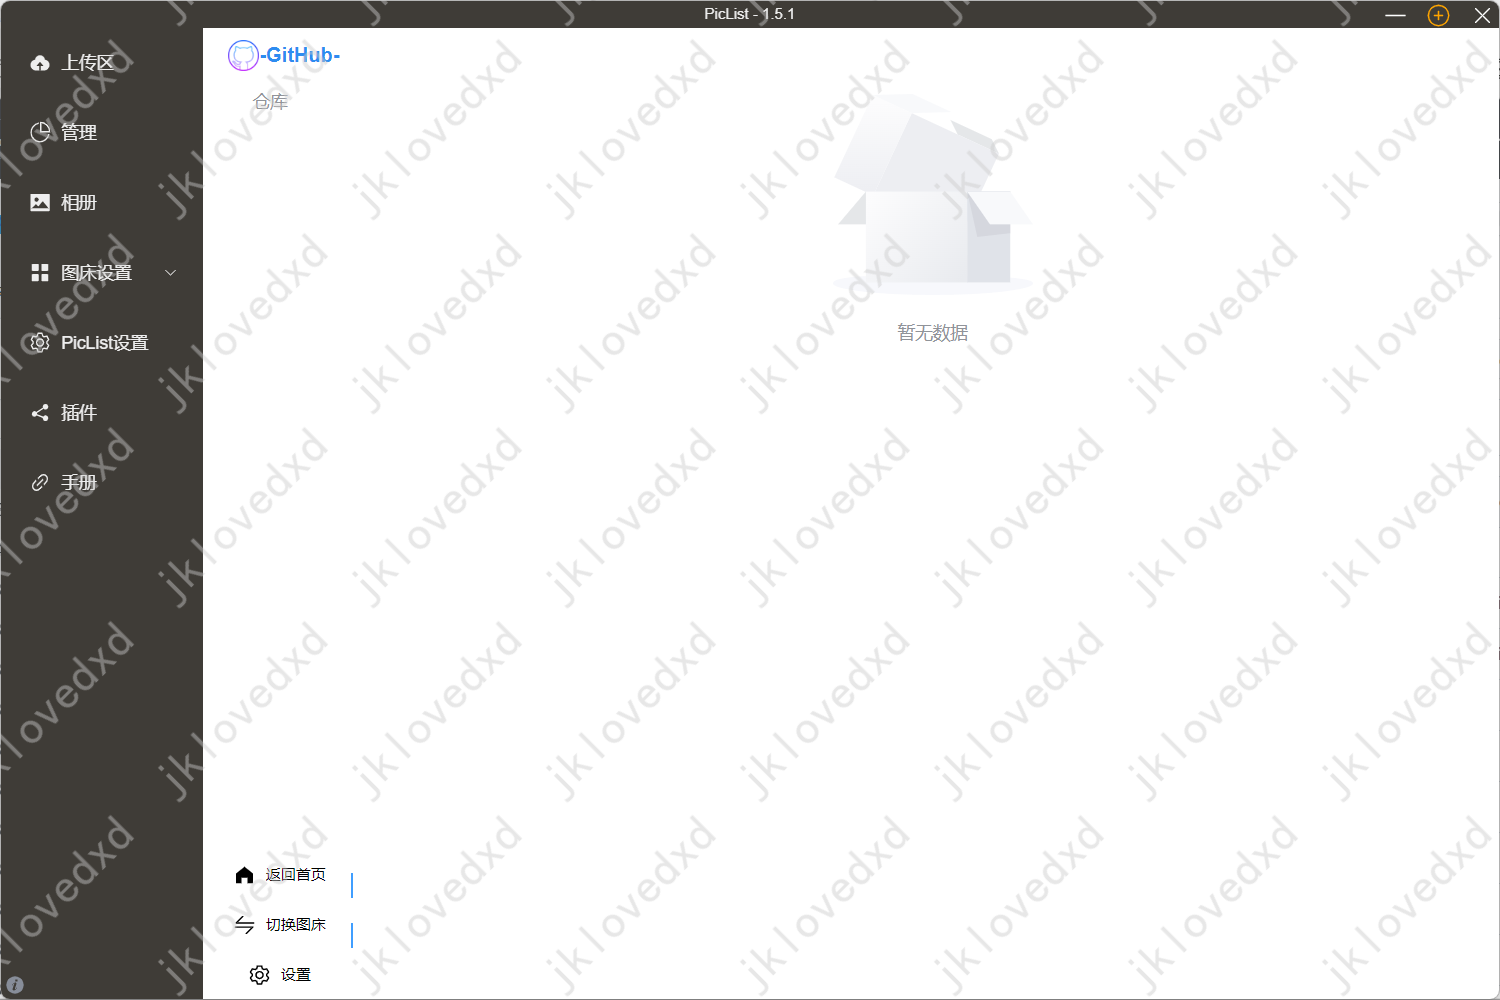 PicList - 1.5.1
上传区
管理
相册
图床设置
PicList设置
插件
手册
-GitHub-
仓库
暂无数据
返回首页
切换图床
设置
jklovedxd